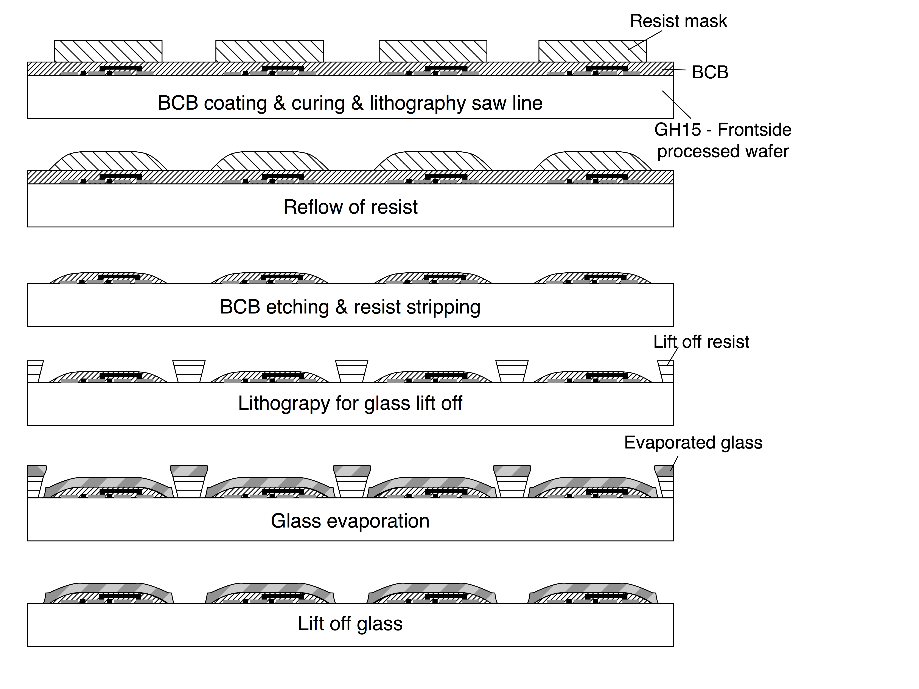 Resist mask
BCB
BCB coating & curing & lithography saw line
GH15 - Frontside
processed wafer
Reflow of resist
BCB etching & resist stripping
Lift off resist
Lithograpy for glass lift off
Evaporated glass
Glass evaporation
Lift off glass